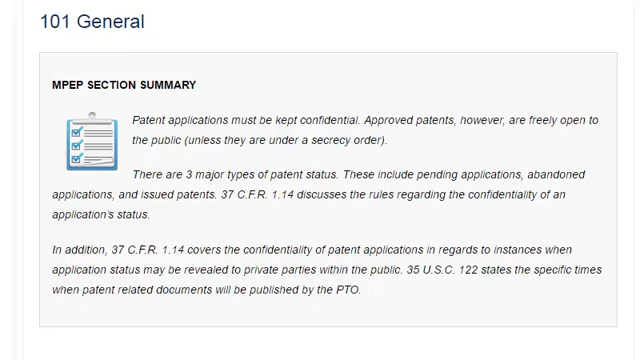 101 General
MPEP SECTION SUMMARY
Patent applications must be kept confidential. Approved patents, however, are freely open to
the public (unless they are under a secrecy order).
There are 3 major types of patent status. These include pending applications, abandoned
applications, and issued patents. 37 C.F.R. 1.14 discusses the rules regarding the confidentiality of an
application's status.
In addition, 37 C.F.R. 1.14 covers the confidentiality of patent applications in regards to instances when
application status may be revealed to private parties within the public. 35 U.S.C. 122 states the specific times
when patent related documents will be published by the PTO.